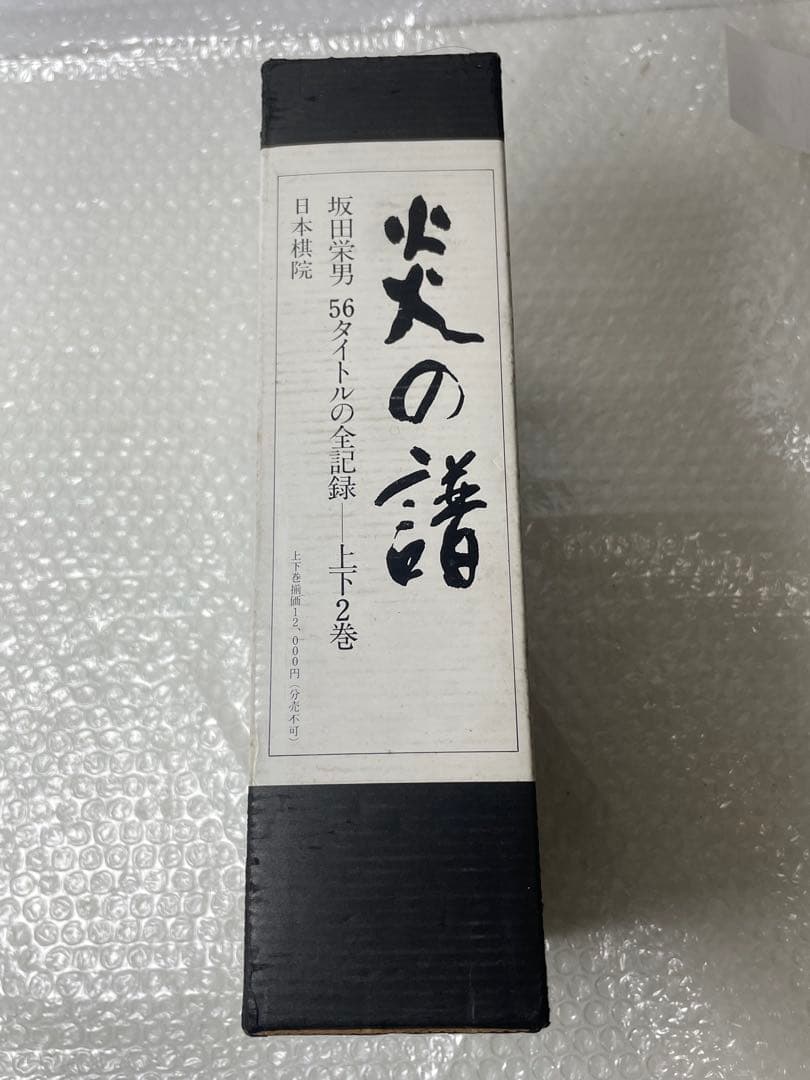 炎の譜
坂田栄男 56タイトルの全記録──上下2巻
日本棋院
上下巻揃価12、000円(分売不可)